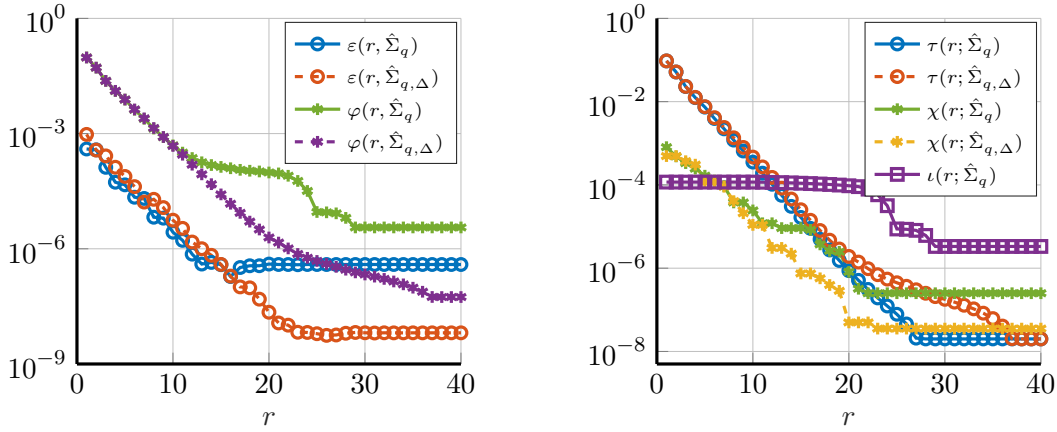 10^0
10^{-3}
10^{-6}
10^{-9}
0 10 20 30 40
r
ε(r, Σ̂_q)
ε(r, Σ̂_{q,Δ})
φ(r, Σ̂_q)
φ(r, Σ̂_{q,Δ})
10^0
10^{-2}
10^{-4}
10^{-6}
10^{-8}
0 10 20 30 40
r
τ(r; Σ̂_q)
τ(r; Σ̂_{q,Δ})
χ(r; Σ̂_q)
χ(r; Σ̂_{q,Δ})
ι(r; Σ̂_q)